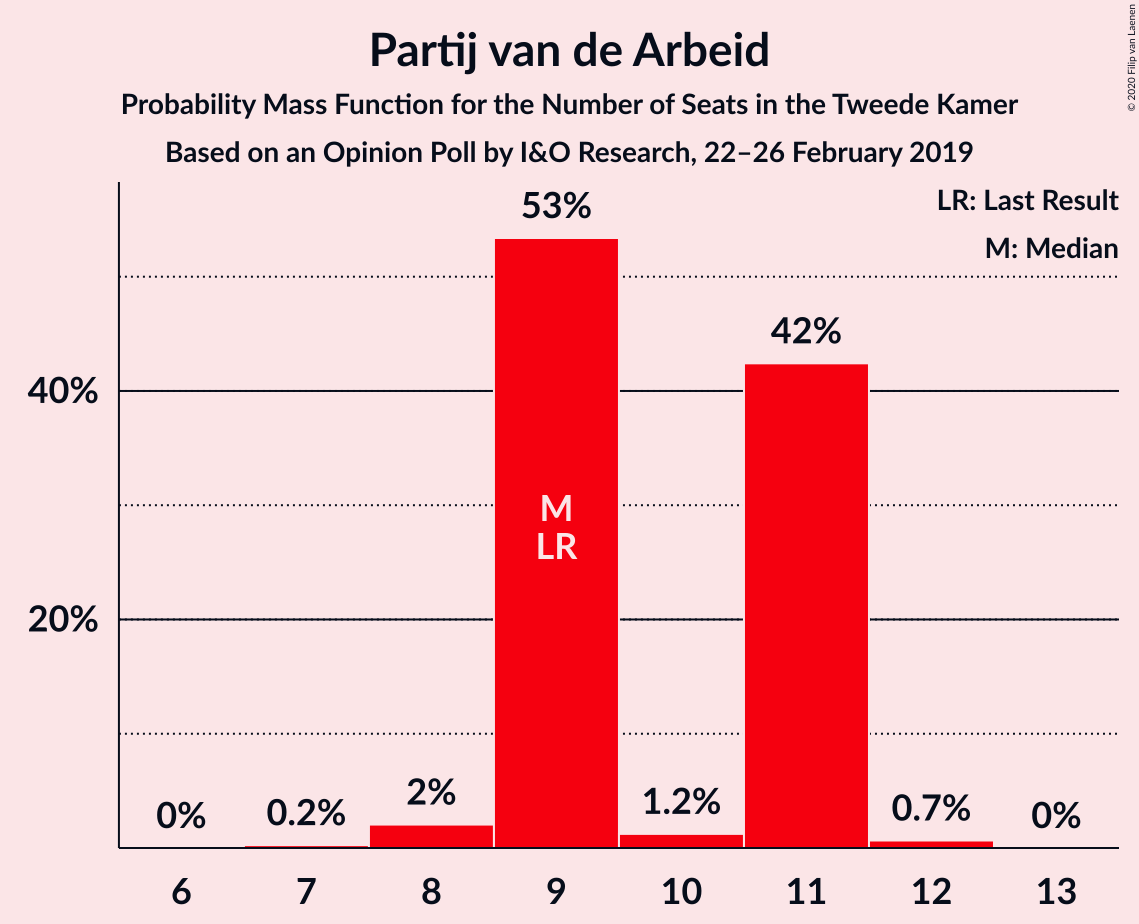 Partij van de Arbeid
Probability Mass Function for the Number of Seats in the Tweede Kamer
Based on an Opinion Poll by I&O Research, 22–26 February 2019
© 2020 Filip van Laenen
LR: Last Result
M: Median
53%
42%
40%
M
LR
20%
0%
0.2%
2%
1.2%
0.7%
0%
6 7 8 9 10 11 12 13